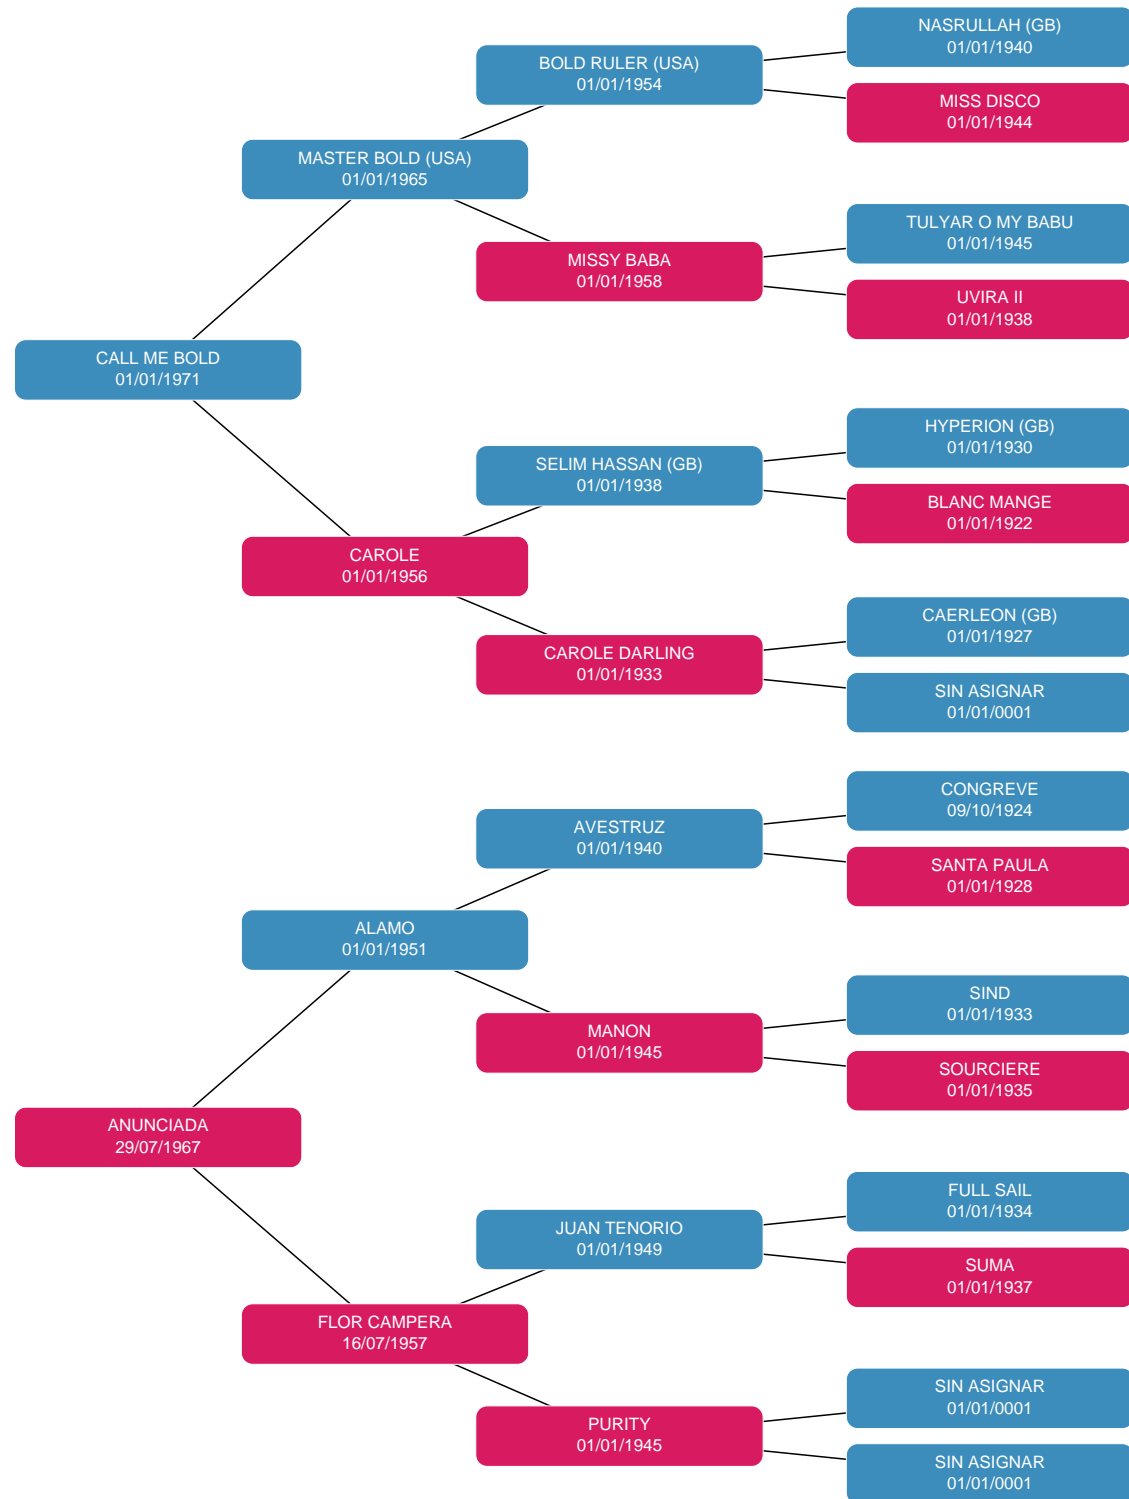 NASRULLAH (GB)
01/01/1940
BOLD RULER (USA)
01/01/1954
MISS DISCO
01/01/1944
MASTER BOLD (USA)
01/01/1965
TULYAR O MY BABU
01/01/1945
MISSY BABA
01/01/1958
UVIRA II
01/01/1938
CALL ME BOLD
01/01/1971
HYPERION (GB)
01/01/1930
SELIM HASSAN (GB)
01/01/1938
BLANC MANGE
01/01/1922
CAROLE
01/01/1956
CAERLEON (GB)
01/01/1927
CAROLE DARLING
01/01/1933
SIN ASIGNAR
01/01/0001
CONGREVE
09/10/1924
AVESTRUZ
01/01/1940
SANTA PAULA
01/01/1928
ALAMO
01/01/1951
SIND
01/01/1933
MANON
01/01/1945
SOURCIERE
01/01/1935
ANUNCIADA
29/07/1967
FULL SAIL
01/01/1934
JUAN TENORIO
01/01/1949
SUMA
01/01/1937
FLOR CAMPERA
16/07/1957
SIN ASIGNAR
01/01/0001
PURITY
01/01/1945
SIN ASIGNAR
01/01/0001